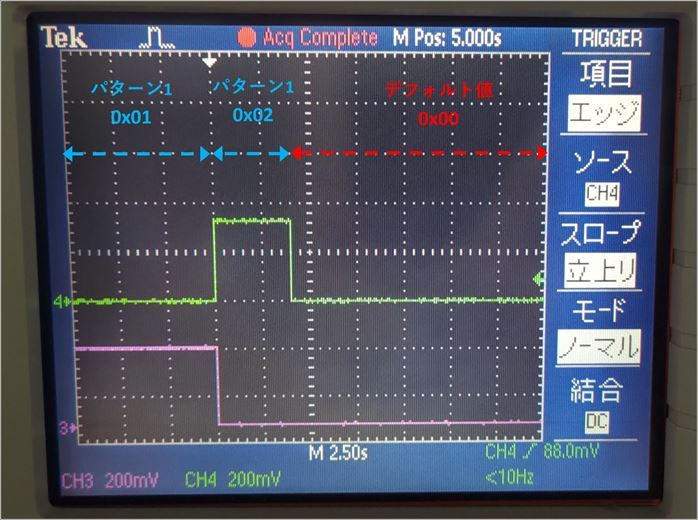 Tek Acq Complete M Pos: 5.000s TRIGGER
パターン1 パターン1 デフォルト値
0x01 0x02 0x00
項目
エッジ
ソース
CH4
スロープ
立上り
モード
ノーマル
結合
DC
4
3
M 2.50s
CH4 88.0mV
CH3 200mV CH4 200mV
<10Hz